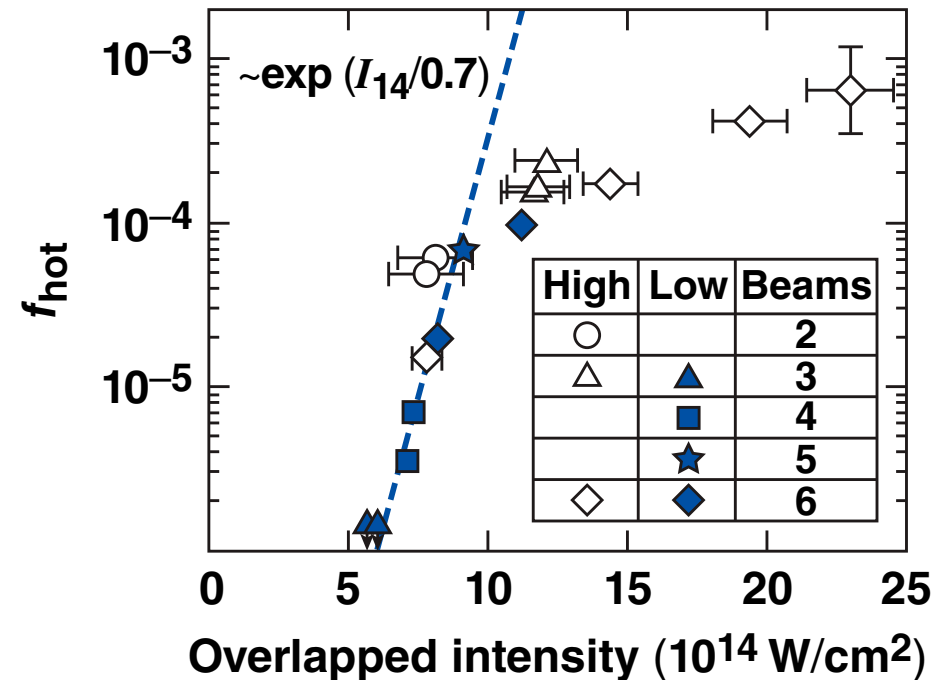 10⁻³
10⁻⁴
10⁻⁵
f_hot
~exp (I₁₄/0.7)
High Low Beams
2
3
4
5
6
0 5 10 15 20 25
Overlapped intensity (10¹⁴ W/cm²)